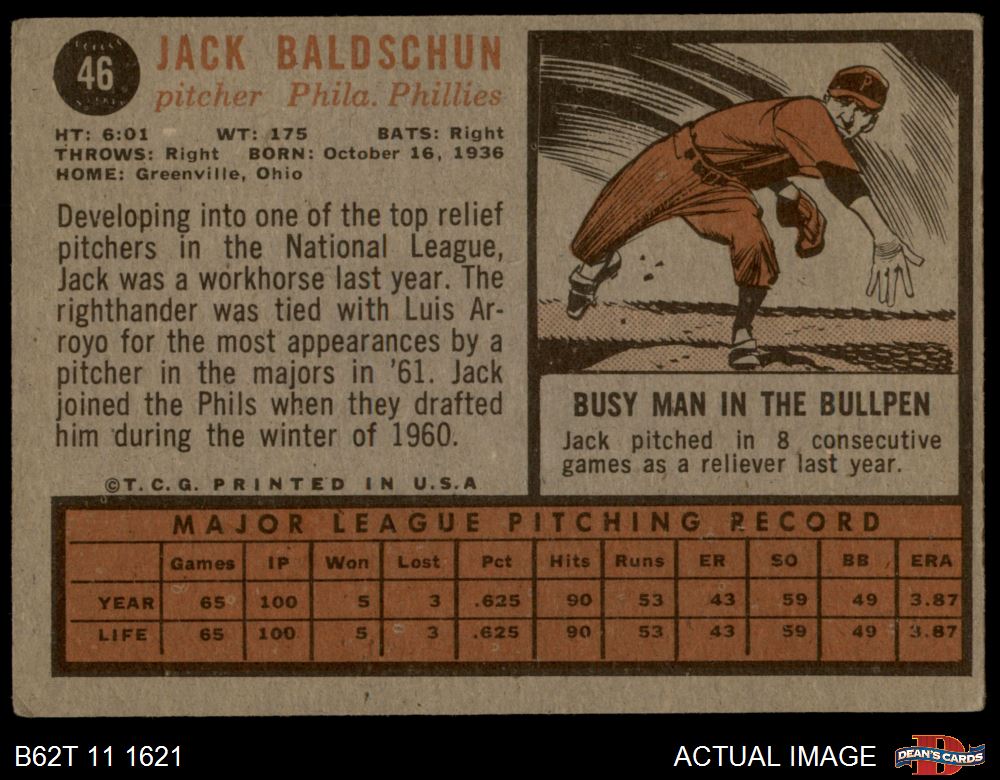 46
JACK BALDSCHUN
pitcher Phila. Phillies
HT: 6:01 WT: 175 BATS: Right
THROWS: Right BORN: October 16, 1936
HOME: Greenville, Ohio
Developing into one of the top relief
pitchers in the National League,
Jack was a workhorse last year. The
righthander was tied with Luis Ar-
royo for the most appearances by a
pitcher in the majors in '61. Jack
joined the Phils when they drafted
him during the winter of 1960.
©T.C.G. PRINTED IN U.S.A
P
BUSY MAN IN THE BULLPEN
Jack pitched in 8 consecutive
games as a reliever last year.
MAJOR LEAGUE PITCHING RECORD
Games IP Won Lost Pct Hits Runs ER SO BB ERA
YEAR 65 100 5 3 .625 90 53 43 59 49 3.87
LIFE 65 100 5 3 .625 90 53 43 59 49 3.87
B62T 11 1621
ACTUAL IMAGE
D
DEAN'S CARDS